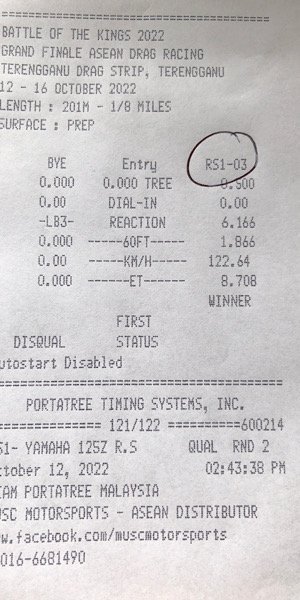 BATTLE OF THE KINGS 2022
GRAND FINALE ASEAN DRAG RACING
TERENGGANU DRAG STRIP, TERENGGANU
12 - 16 OCTOBER 2022
LENGTH : 201M - 1/8 MILES
SURFACE : PREP
BYE Entry RS1-03
0.000 0.000 TREE 0.500
0.00 DIAL-IN 0.00
-LB3- REACTION 6.166
0.000 -----60FT------ 1.866
0.00 -----KM/H----- 122.64
0.000 ------ET------ 8.708
WINNER
FIRST
DISQUAL STATUS
utostart Disabled
PORTATREE TIMING SYSTEMS, INC.
============== 121/122 ==========600214
S1- YAMAHA 125Z R.S QUAL RND 2
ctober 12, 2022 02:43:38 PM
EAM PORTATREE MALAYSIA
USC MOTORSPORTS - ASEAN DISTRIBUTOR
w.facebook.com/muscmotorsports
016-6681490